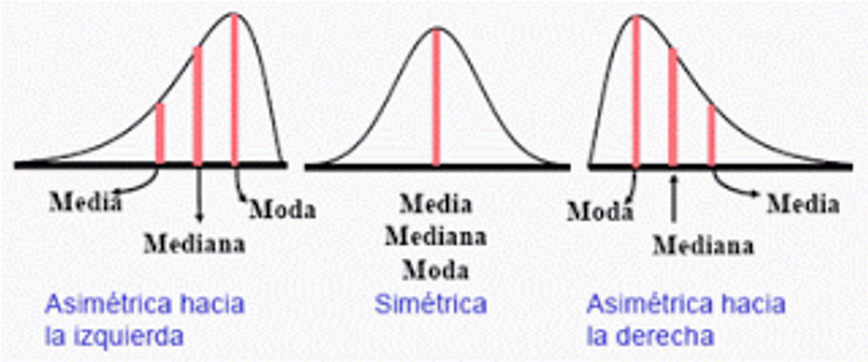 Media
Mediana
Moda
Asimétrica hacia
la izquierda
Media
Mediana
Moda
Simétrica
Moda
Mediana
Media
Asimétrica hacia
la derecha